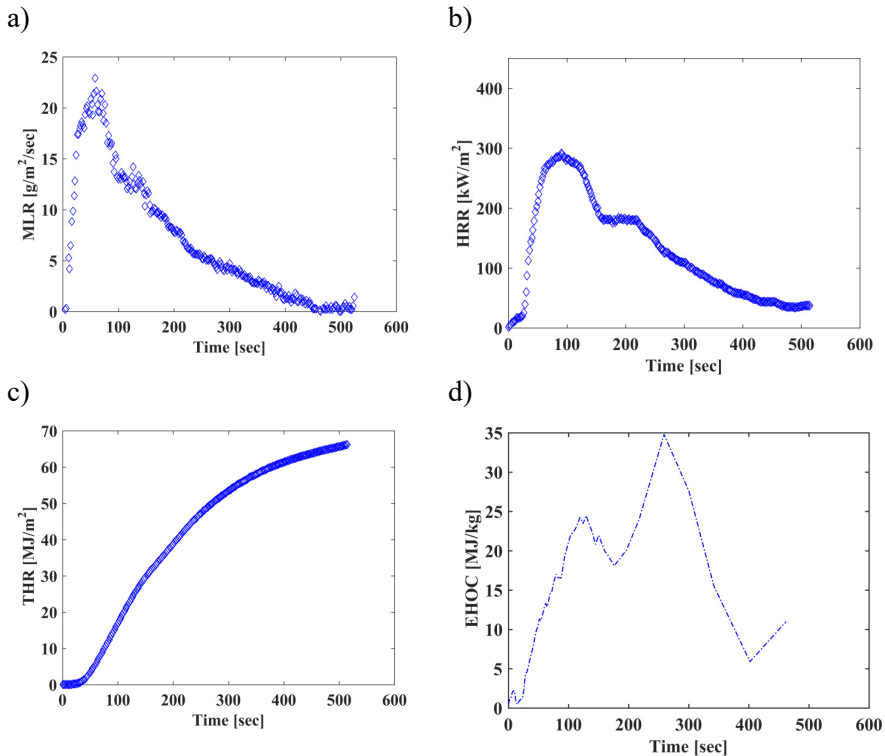 a)
25
20
15
10
5
0
0 100 200 300 400 500 600
MLR [g/m²/sec]
Time [sec]
b)
400
300
200
100
0
0 100 200 300 400 500 600
HRR [kW/m²]
Time [sec]
c)
70
60
50
40
30
20
10
0
0 100 200 300 400 500 600
THR [MJ/m²]
Time [sec]
d)
35
30
25
20
15
10
5
0
0 100 200 300 400 500 600
EHOC [MJ/kg]
Time [sec]